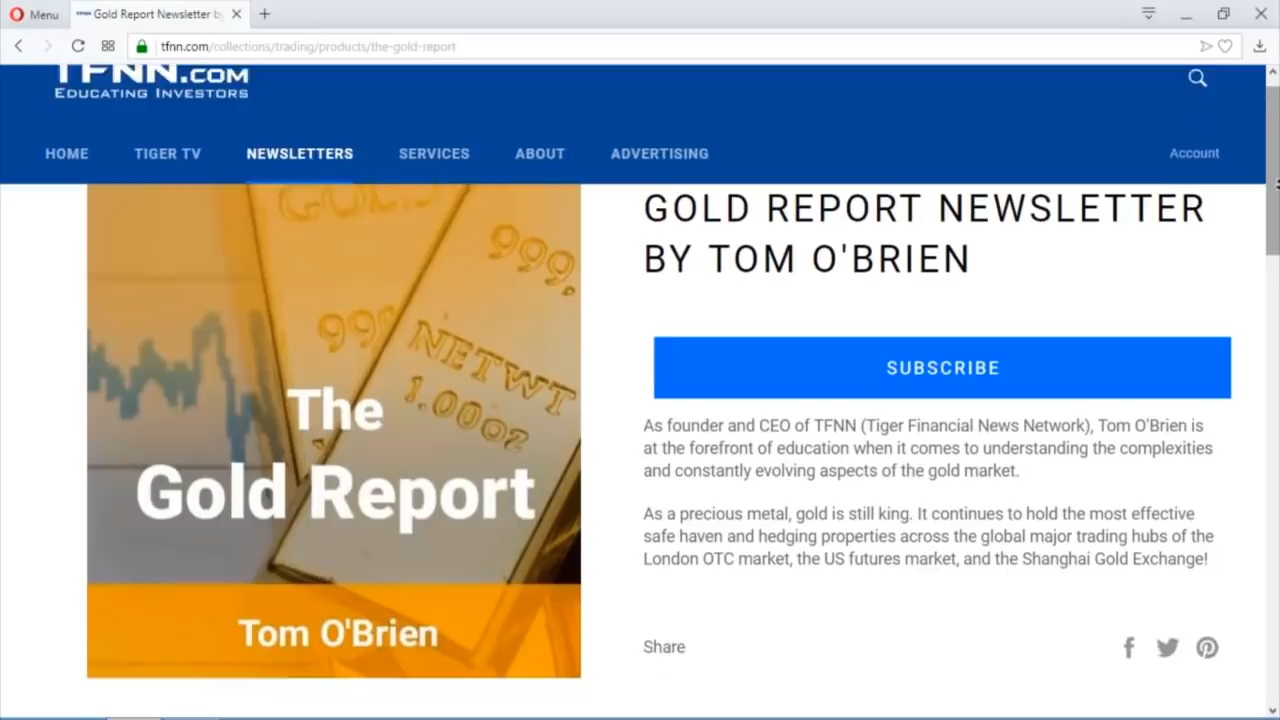 Menu
Gold Report Newsletter b
tfnn.com/collections/trading/products/the-gold-report
TFNN.COM
EDUCATING INVESTORS
HOME
TIGER TV
NEWSLETTERS
SERVICES
ABOUT
ADVERTISING
Account
GOLD
999.
999
NETWT
1.00oz
The
Gold Report
Tom O'Brien
GOLD REPORT NEWSLETTER
BY TOM O'BRIEN
SUBSCRIBE
As founder and CEO of TFNN (Tiger Financial News Network), Tom O'Brien is
at the forefront of education when it comes to understanding the complexities
and constantly evolving aspects of the gold market.
As a precious metal, gold is still king. It continues to hold the most effective
safe haven and hedging properties across the global major trading hubs of the
London OTC market, the US futures market, and the Shanghai Gold Exchange!
Share